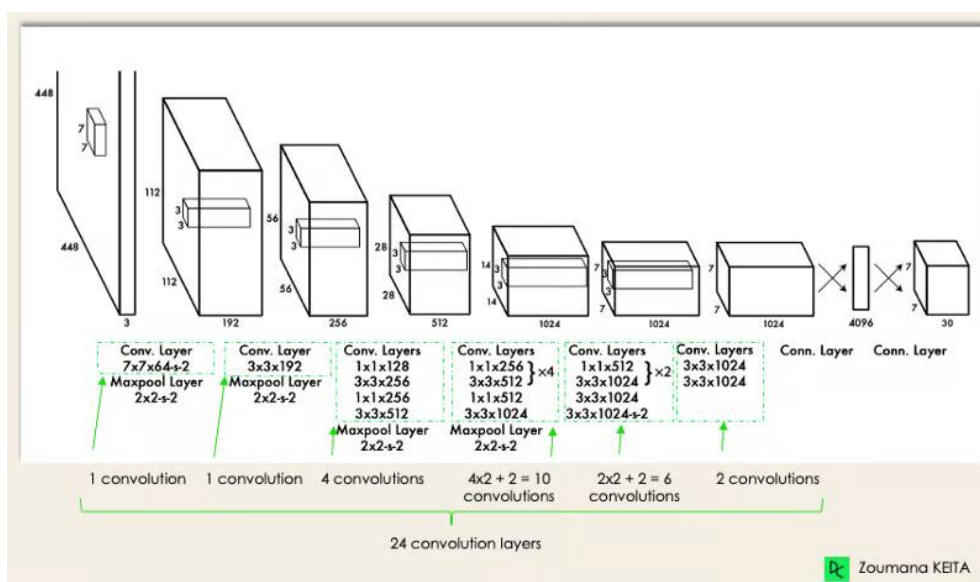 448
448
7
7
3
112
112
3
3
192
56
56
3
3
256
28
28
3
3
512
14
14
3
3
1024
7
7
3
3
1024
7
7
1024
4096
7
7
30
Conv. Layer
7x7x64-s-2
Maxpool Layer
2x2-s-2
Conv. Layer
3x3x192
Maxpool Layer
2x2-s-2
Conv. Layers
1x1x128
3x3x256
1x1x256
3x3x512
Maxpool Layer
2x2-s-2
Conv. Layers
1x1x256
3x3x512
}×4
1x1x512
3x3x1024
Maxpool Layer
2x2-s-2
Conv. Layers
1x1x512
3x3x1024
}×2
3x3x1024
3x3x1024-s-2
Conv. Layers
3x3x1024
3x3x1024
Conn. Layer
Conn. Layer
1 convolution
1 convolution
4 convolutions
4x2 + 2 = 10
convolutions
2x2 + 2 = 6
convolutions
2 convolutions
24 convolution layers
DC Zoumana KEITA